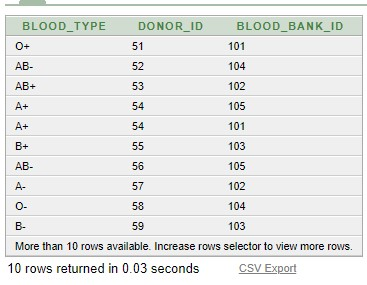 BLOOD_TYPE DONOR_ID BLOOD_BANK_ID
O+ 51 101
AB- 52 104
AB+ 53 102
A+ 54 105
A+ 54 101
B+ 55 103
AB- 56 105
A- 57 102
O- 58 104
B- 59 103
More than 10 rows available. Increase rows selector to view more rows.
10 rows returned in 0.03 seconds CSV Export